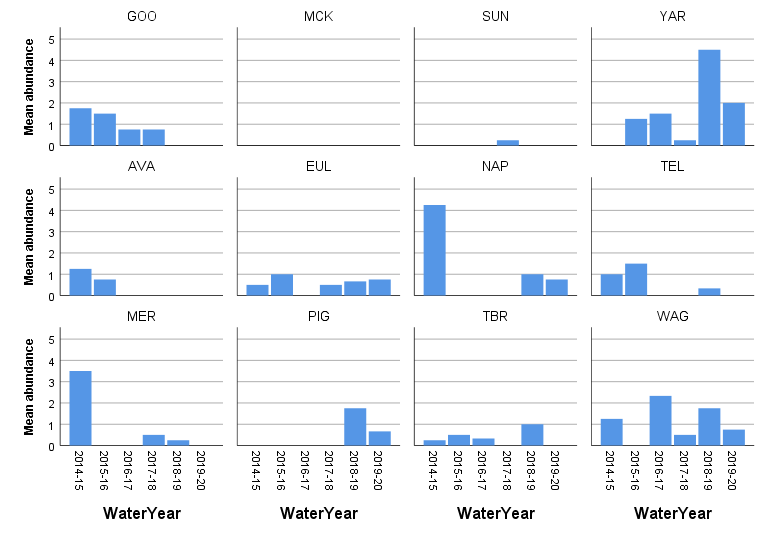 GOO MCK SUN YAR
Mean abundance
5
4
3
2
1
0
AVA EUL NAP TEL
Mean abundance
5
4
3
2
1
0
MER PIG TBR WAG
Mean abundance
5
4
3
2
1
0
2014-15 2015-16 2016-17 2017-18 2018-19 2019-20 2014-15 2015-16 2016-17 2017-18 2018-19 2019-20 2014-15 2015-16 2016-17 2017-18 2018-19 2019-20 2014-15 2015-16 2016-17 2017-18 2018-19 2019-20
WaterYear WaterYear WaterYear WaterYear